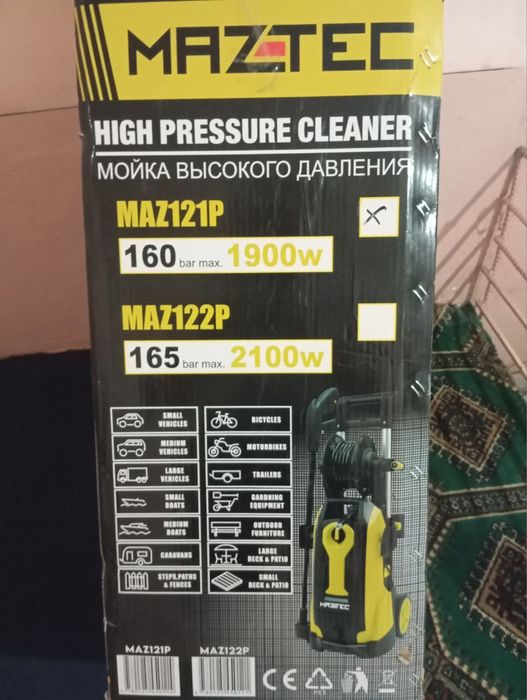 MAZTEC
HIGH PRESSURE CLEANER
МОЙКА ВЫСОКОГО ДАВЛЕНИЯ
MAZ121P
160 bar max. 1900w
MAZ122P
165 bar max. 2100w
SMALL VEHICLES
BICYCLES
MEDIUM VEHICLES
MOTORBIKES
LARGE VEHICLES
TRAILERS
SMALL BOATS
GARDNING EQUIPMENT
MEDIUM BOATS
OUTDOOR FURNITURE
CARAVANS
LARGE DECK & PATIO
STEPS, PATHS & FENCES
SMALL DECK & PATIO
MAZTEC
MAZ121P
MAZ122P
CE